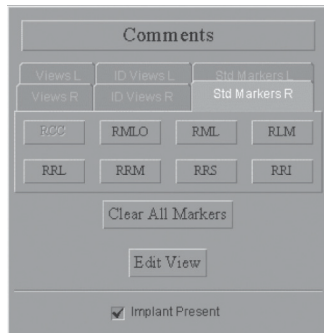 Comments
Views L ID Views L Std Markers L
Views R ID Views R Std Markers R
RCC RMLO RML RLM
RRL RRM RRS RRI
Clear All Markers
Edit View
Implant Present